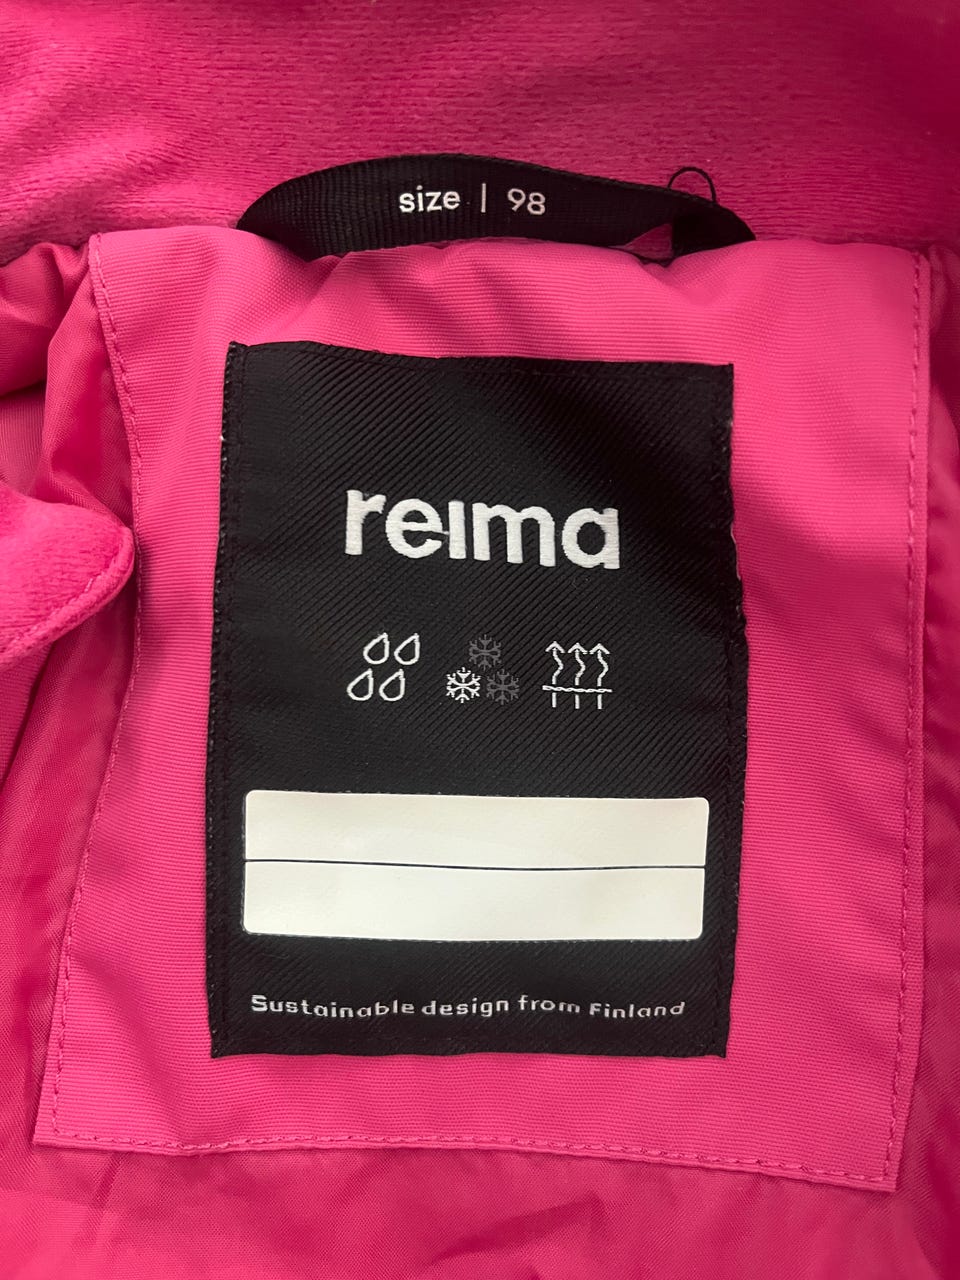 size | 98
reima
Sustainable design from Finland